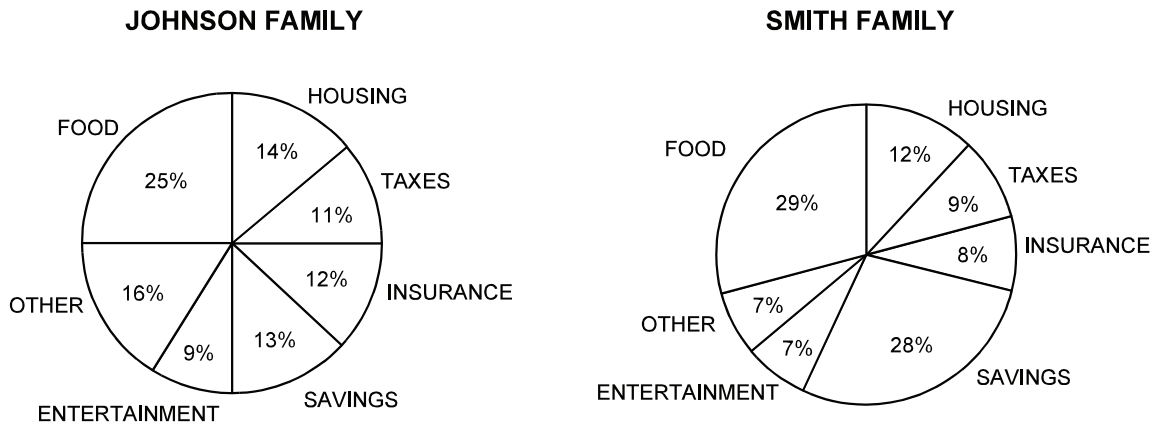 JOHNSON FAMILY
HOUSING
FOOD
14%
TAXES
25%
11%
12%
INSURANCE
16%
OTHER
13%
9%
SAVINGS
ENTERTAINMENT
SMITH FAMILY
HOUSING
FOOD
12%
TAXES
29%
9%
8%
INSURANCE
7%
OTHER
7%
28%
SAVINGS
ENTERTAINMENT